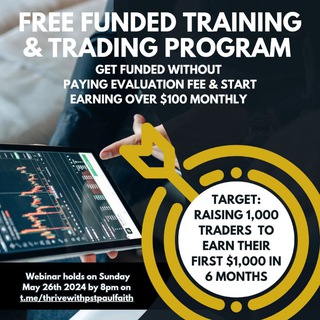 FREE FUNDED TRAINING
& TRADING PROGRAM
GET FUNDED WITHOUT
PAYING EVALUATION FEE & START
EARNING OVER $100 MONTHLY
TARGET:
RAISING 1,000
TRADERS TO
EARN THEIR
FIRST $1,000 IN
6 MONTHS
Webinar holds on Sunday
May 26th 2024 by 8pm on
t.me/thrivewithpstpaulfaith